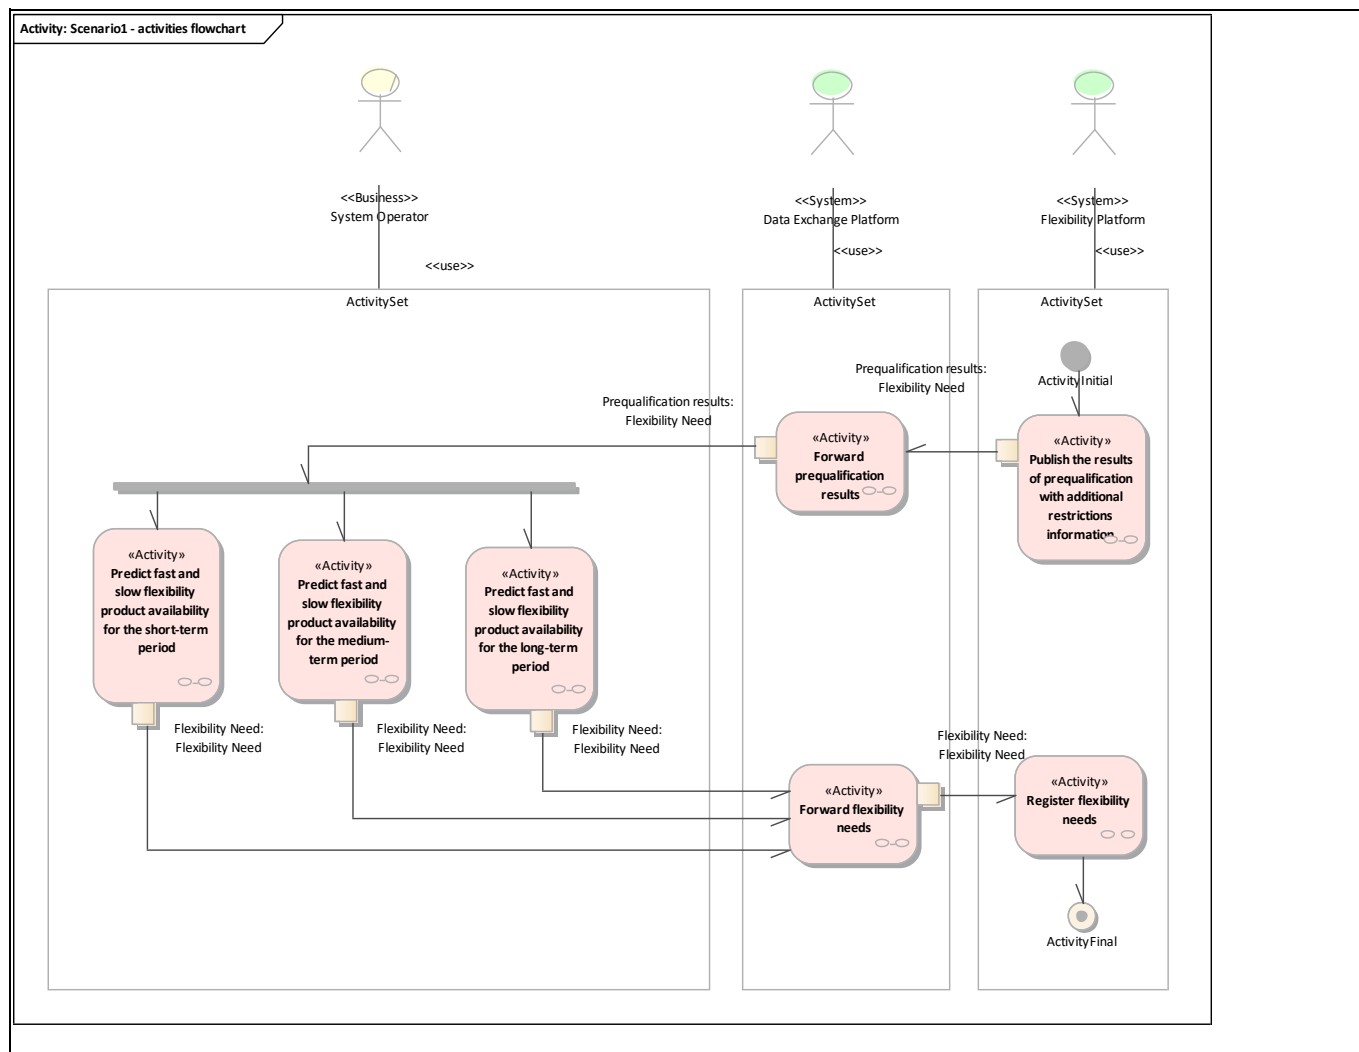 Activity: Scenario1 - activities flowchart
<<Business>>
System Operator
<<use>>
<<System>>
Data Exchange Platform
<<use>>
<<System>>
Flexibility Platform
<<use>>
ActivitySet
ActivitySet
ActivitySet
ActivityInitial
Prequalification results:
Flexibility Need
Prequalification results:
Flexibility Need
«Activity»
Publish the results
of prequalification
with additional
restrictions
information
«Activity»
Forward
prequalification
results
«Activity»
Predict fast and
slow flexibility
product availability
for the short-term
period
«Activity»
Predict fast and
slow flexibility
product availability
for the medium-
term period
«Activity»
Predict fast and
slow flexibility
product availability
for the long-term
period
Flexibility Need:
Flexibility Need
Flexibility Need:
Flexibility Need
Flexibility Need:
Flexibility Need
«Activity»
Forward flexibility
needs
Flexibility Need:
Flexibility Need
«Activity»
Register flexibility
needs
ActivityFinal